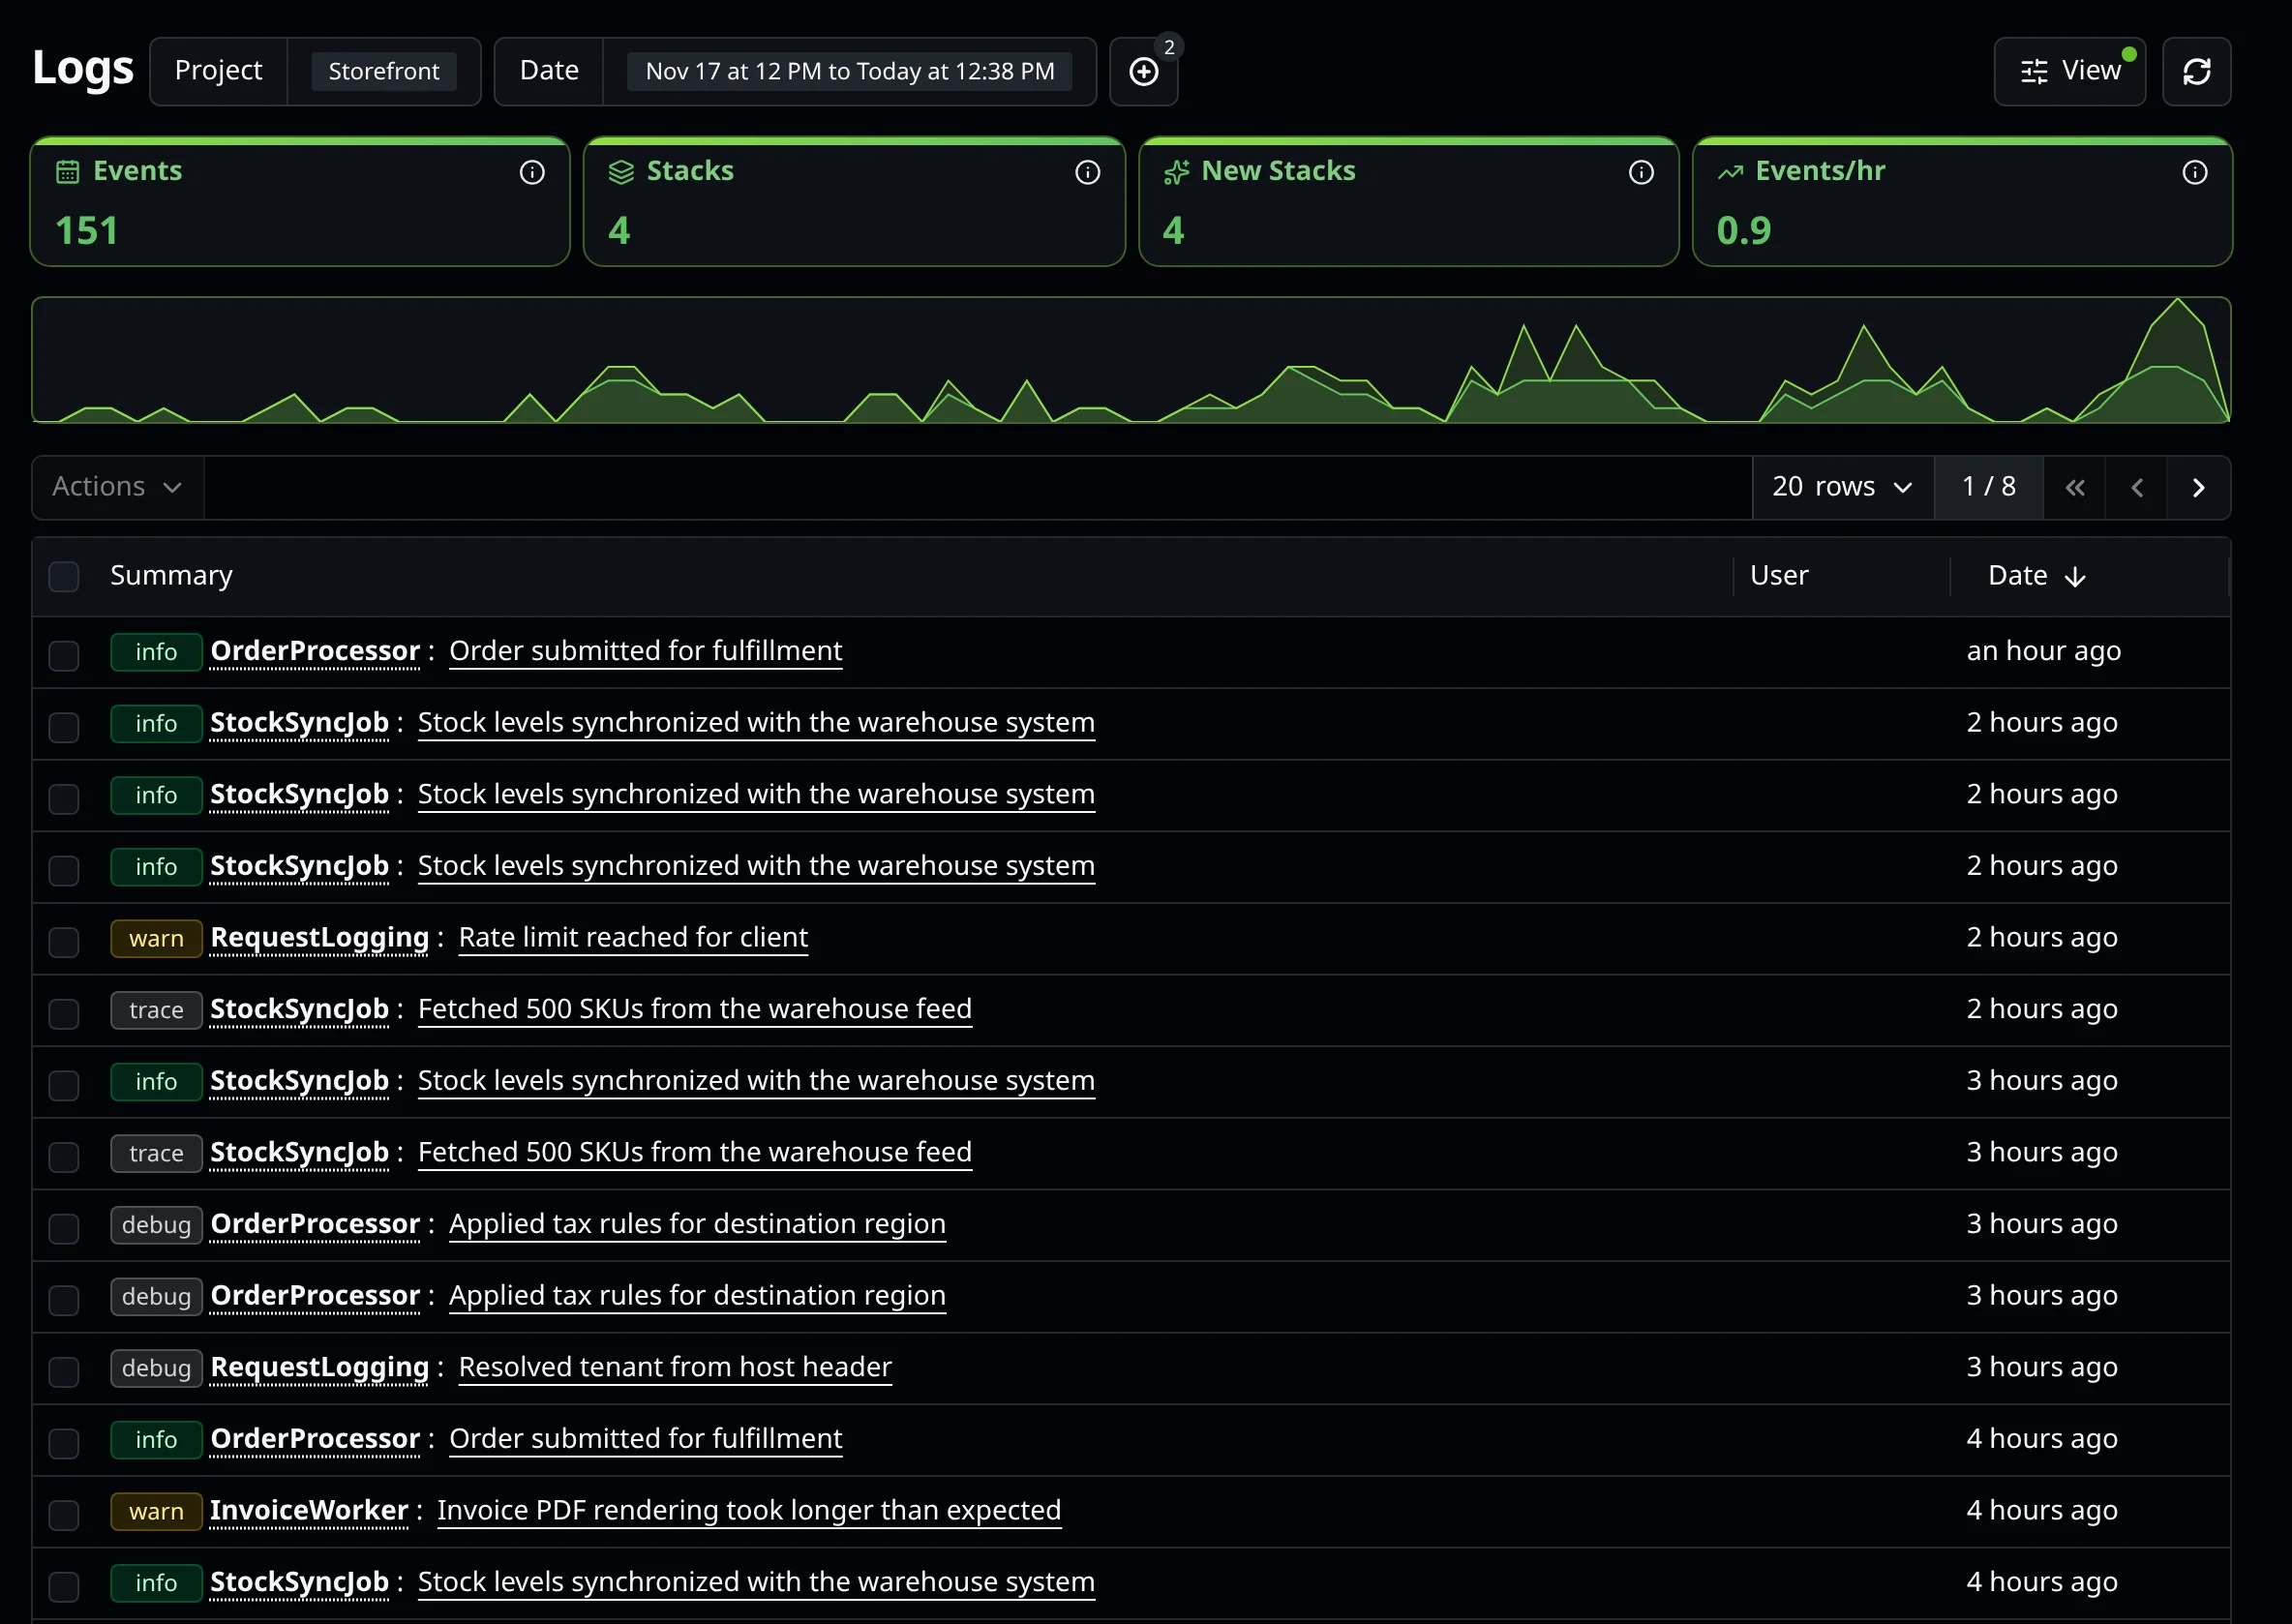 Logs Project Storefront Date Nov 17 at 12 PM to Today at 12:38 PM 2 View
Events Stacks New Stacks Events/hr
151 4 4 0.9
Actions 20 rows 1 / 8
Summary User Date
info OrderProcessor : Order submitted for fulfillment an hour ago
info StockSyncJob : Stock levels synchronized with the warehouse system 2 hours ago
info StockSyncJob : Stock levels synchronized with the warehouse system 2 hours ago
info StockSyncJob : Stock levels synchronized with the warehouse system 2 hours ago
warn RequestLogging : Rate limit reached for client 2 hours ago
trace StockSyncJob : Fetched 500 SKUs from the warehouse feed 2 hours ago
info StockSyncJob : Stock levels synchronized with the warehouse system 3 hours ago
trace StockSyncJob : Fetched 500 SKUs from the warehouse feed 3 hours ago
debug OrderProcessor : Applied tax rules for destination region 3 hours ago
debug OrderProcessor : Applied tax rules for destination region 3 hours ago
debug RequestLogging : Resolved tenant from host header 3 hours ago
info OrderProcessor : Order submitted for fulfillment 4 hours ago
warn InvoiceWorker : Invoice PDF rendering took longer than expected 4 hours ago
info StockSyncJob : Stock levels synchronized with the warehouse system 4 hours ago